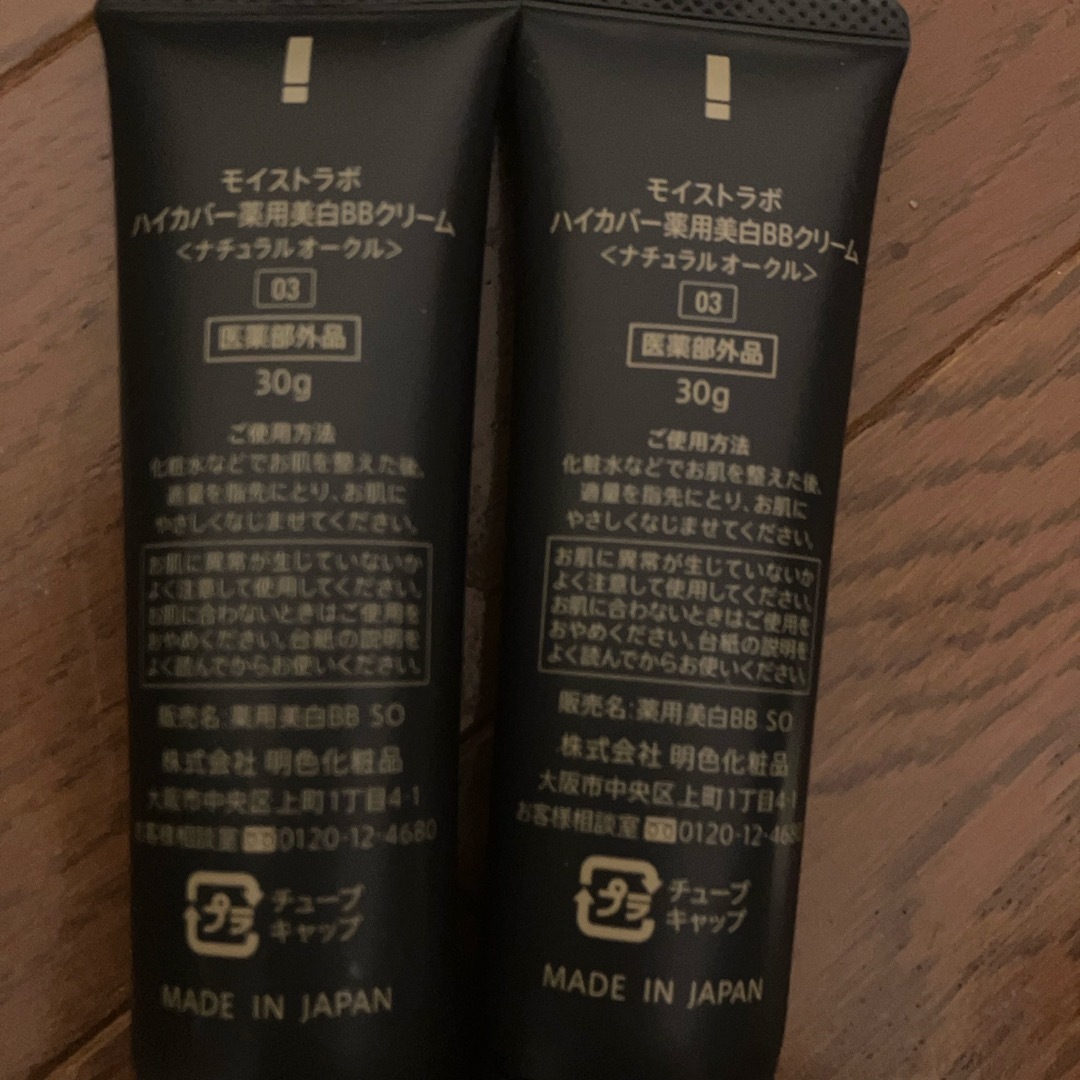 モイストラボ
ハイカバー薬用美白BBクリーム
<ナチュラルオークル>
03
医薬部外品
30g
ご使用方法
化粧水などでお肌を整えた後、
適量を指先にとり、お肌に
やさしくなじませてください。
お肌に異常が生じていないか
よく注意して使用してください。
お肌に合わないときはご使用を
おやめください。台紙の説明を
よく読んでからお使いください。
販売名:薬用美白BB SO
株式会社 明色化粧品
大阪市中央区上町1丁目4-1
お客様相談室 0120-12-4680
プラ
チューブ
キャップ
MADE IN JAPAN
モイストラボ
ハイカバー薬用美白BBクリーム
<ナチュラルオークル>
03
医薬部外品
30g
ご使用方法
化粧水などでお肌を整えた後、
適量を指先にとり、お肌に
やさしくなじませてください。
お肌に異常が生じていないか
よく注意して使用してください。
お肌に合わないときはご使用を
おやめください。台紙の説明を
よく読んでからお使いください。
販売名:薬用美白BB SO
株式会社 明色化粧品
大阪市中央区上町1丁目4-1
お客様相談室 0120-12-468
プラ
チューブ
キャップ
MADE IN JAPAN